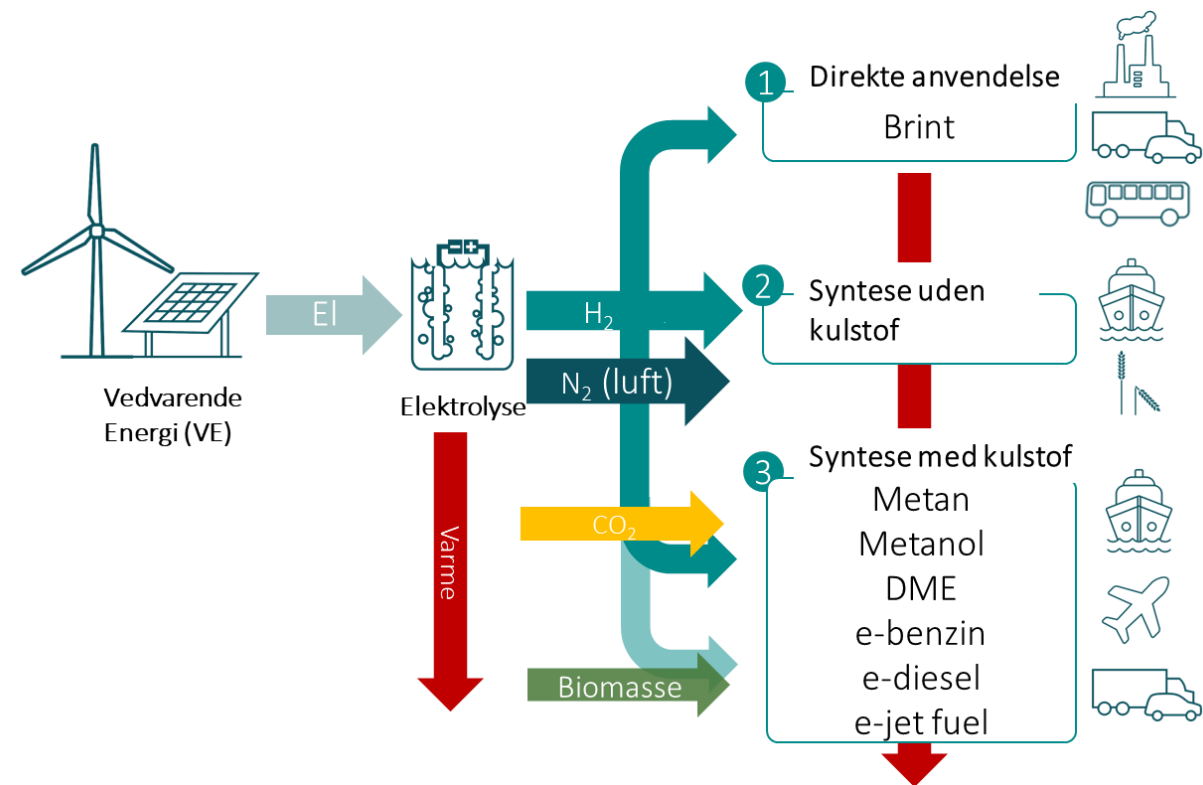 1
Direkte anvendelse
Brint
El
H₂
N₂ (luft)
2
Syntese uden
kulstof
Vedvarende
Energi (VE)
Elektrolyse
Varme
3
Syntese med kulstof
Metan
Metanol
DME
e-benzin
e-diesel
e-jet fuel
CO₂
Biomasse